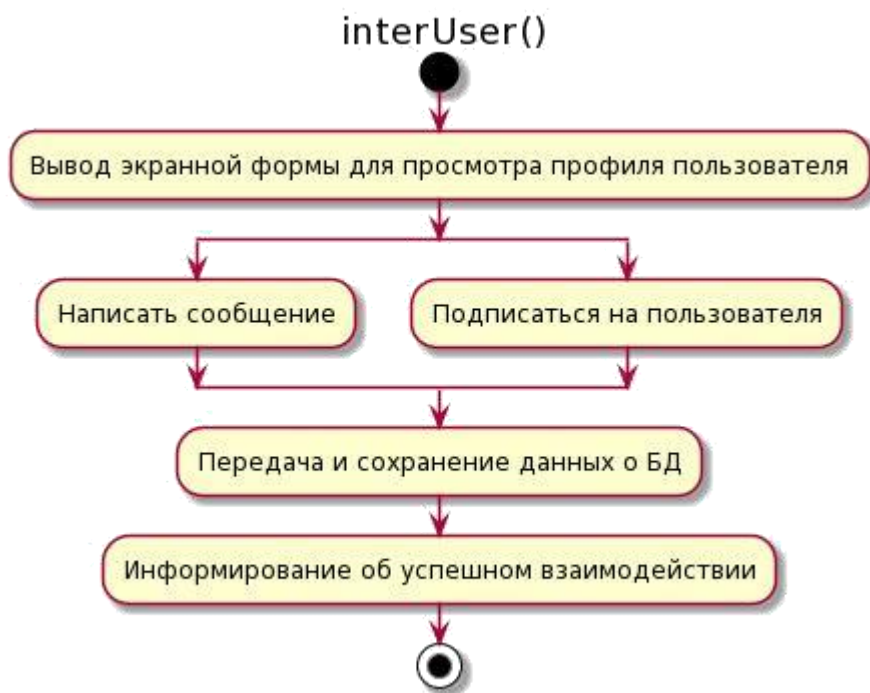 interUser()
Вывод экранной формы для просмотра профиля пользователя
Написать сообщение
Подписаться на пользователя
Передача и сохранение данных о БД
Информирование об успешном взаимодействии